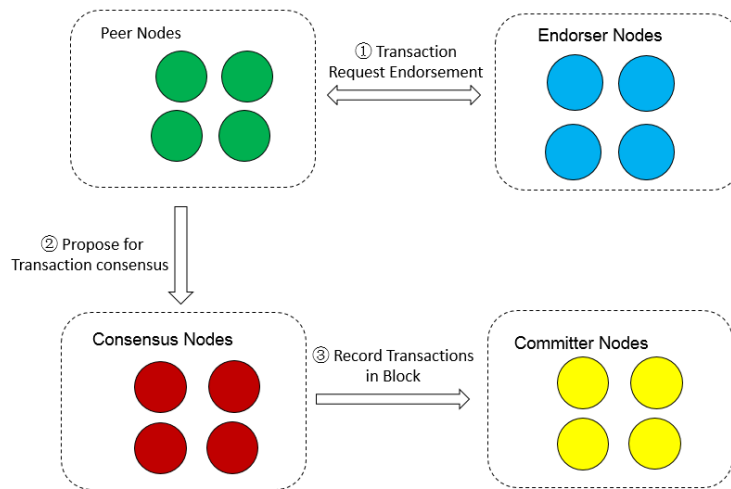 Peer Nodes
① Transaction
Request Endorsement
Endorser Nodes
② Propose for
Transaction consensus
Consensus Nodes
③ Record Transactions
in Block
Committer Nodes